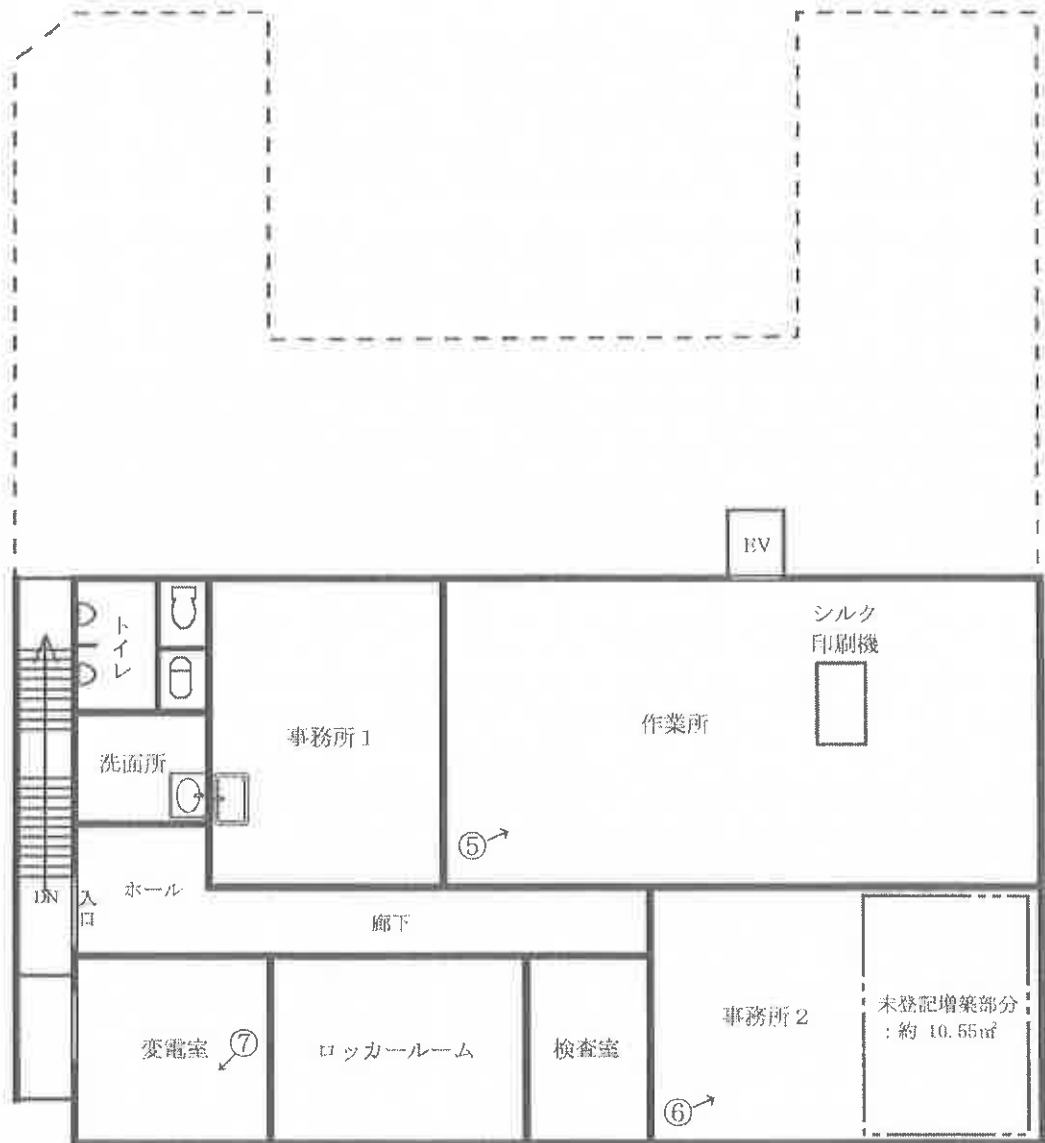 EV
シルク
印刷機
トイレ
事務所1
作業所
洗面所
⑤
DN
入口
ホール
廊下
変電室
⑦
ロッカールーム
検査室
事務所2
未登記増築部分
:約 10.55㎡
⑥